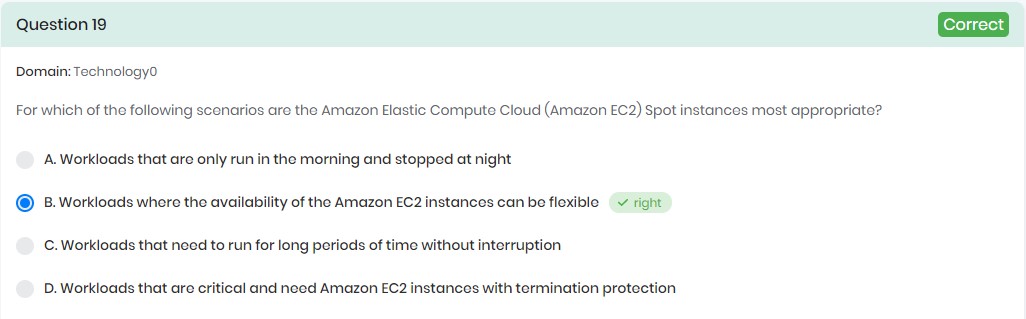 Question 19
Correct
Domain: Technology0
For which of the following scenarios are the Amazon Elastic Compute Cloud (Amazon EC2) Spot instances most appropriate?
A. Workloads that are only run in the morning and stopped at night
B. Workloads where the availability of the Amazon EC2 instances can be flexible ✓ right
C. Workloads that need to run for long periods of time without interruption
D. Workloads that are critical and need Amazon EC2 instances with termination protection